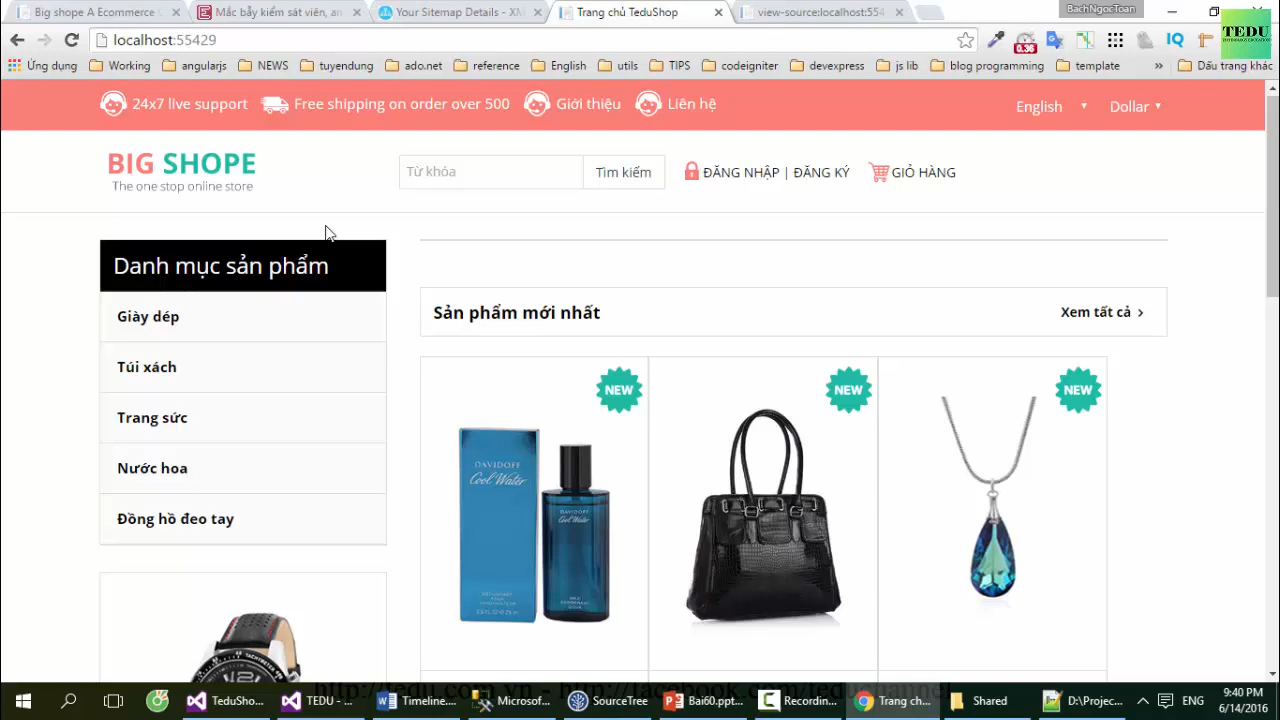 Big shope A Ecommerce
Mắc bẫy kiểm sát viên, an
Your Sitemap Details - XM
Trang chủ TeduShop
view-source:localhost:554
BachNgocToan
TEDU
localhost:55429
0.36
IQ
Ứng dụng
Working
angularjs
NEWS
tuyendung
ado.net
reference
English
utils
TIPS
codeigniter
devexpress
js lib
blog programming
template
»
Dấu trang khác
24x7 live support
Free shipping on order over 500
Giới thiệu
Liên hệ
English
Dollar
BIG SHOPE
The one stop online store
Từ khóa
Tìm kiếm
ĐĂNG NHẬP | ĐĂNG KÝ
GIỎ HÀNG
Danh mục sản phẩm
Giày dép
Túi xách
Trang sức
Nước hoa
Đồng hồ đeo tay
Sản phẩm mới nhất
Xem tất cả
NEW
NEW
NEW
DAVIDOFF
Cool Water
DAVIDOFF
Cool Water
TACHYMETER
TeduSho...
TEDU - ...
Timeline...
Microsof...
SourceTree
Bai60.ppt...
Recordin...
Trang ch...
Shared
D:\Projec...
ENG
9:40 PM
6/14/2016